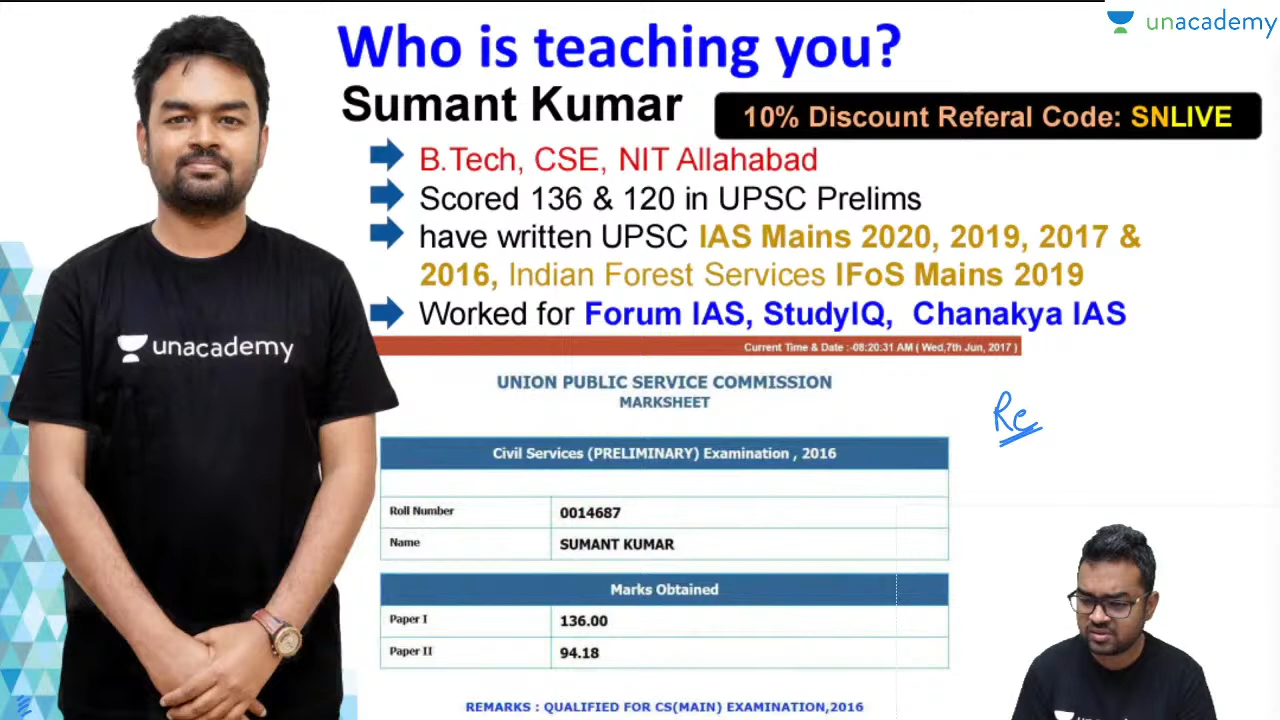 unacademy
Who is teaching you?
Sumant Kumar
10% Discount Referal Code: SNLIVE
B.Tech, CSE, NIT Allahabad
Scored 136 & 120 in UPSC Prelims
have written UPSC IAS Mains 2020, 2019, 2017 &
2016, Indian Forest Services IFoS Mains 2019
Worked for Forum IAS, StudyIQ, Chanakya IAS
unacademy
Current Time & Date :-08:20:31 AM ( Wed,7th Jun, 2017 )
UNION PUBLIC SERVICE COMMISSION
MARKSHEET
Re
Civil Services (PRELIMINARY) Examination , 2016
Roll Number 0014687
Name SUMANT KUMAR
Marks Obtained
Paper I 136.00
Paper II 94.18
REMARKS : QUALIFIED FOR CS(MAIN) EXAMINATION,2016